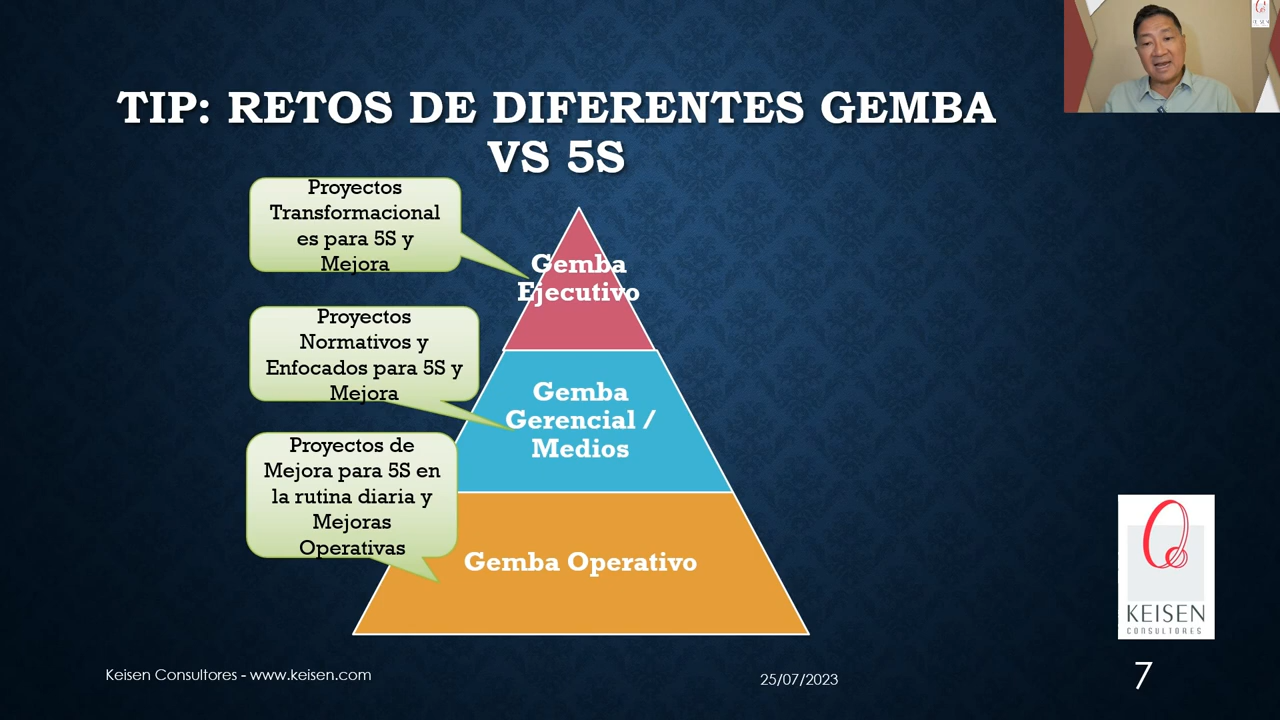 TIP: RETOS DE DIFERENTES GEMBA
VS 5S
Proyectos
Transformacional
es para 5S y
Mejora
Gemba
Ejecutivo
Proyectos
Normativos y
Enfocados para 5S y
Mejora
Gemba
Gerencial /
Medios
Proyectos de
Mejora para 5S en
la rutina diaria y
Mejoras
Operativas
Gemba Operativo
KEISEN
CONSULTORES
Keisen Consultores - www.keisen.com
25/07/2023
7